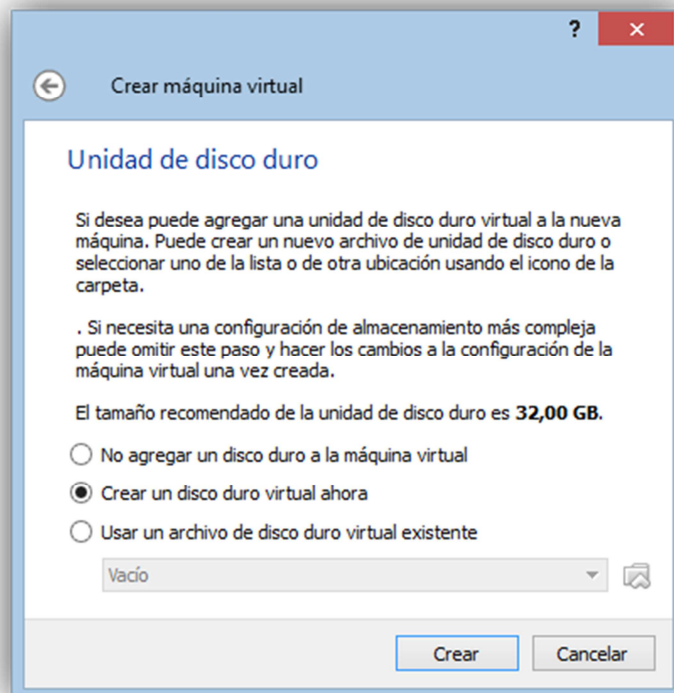 ?
Crear máquina virtual
Unidad de disco duro
Si desea puede agregar una unidad de disco duro virtual a la nueva
máquina. Puede crear un nuevo archivo de unidad de disco duro o
seleccionar uno de la lista o de otra ubicación usando el icono de la
carpeta.
. Si necesita una configuración de almacenamiento más compleja
puede omitir este paso y hacer los cambios a la configuración de la
máquina virtual una vez creada.
El tamaño recomendado de la unidad de disco duro es 32,00 GB.
No agregar un disco duro a la máquina virtual
Crear un disco duro virtual ahora
Usar un archivo de disco duro virtual existente
Vacío
Crear Cancelar